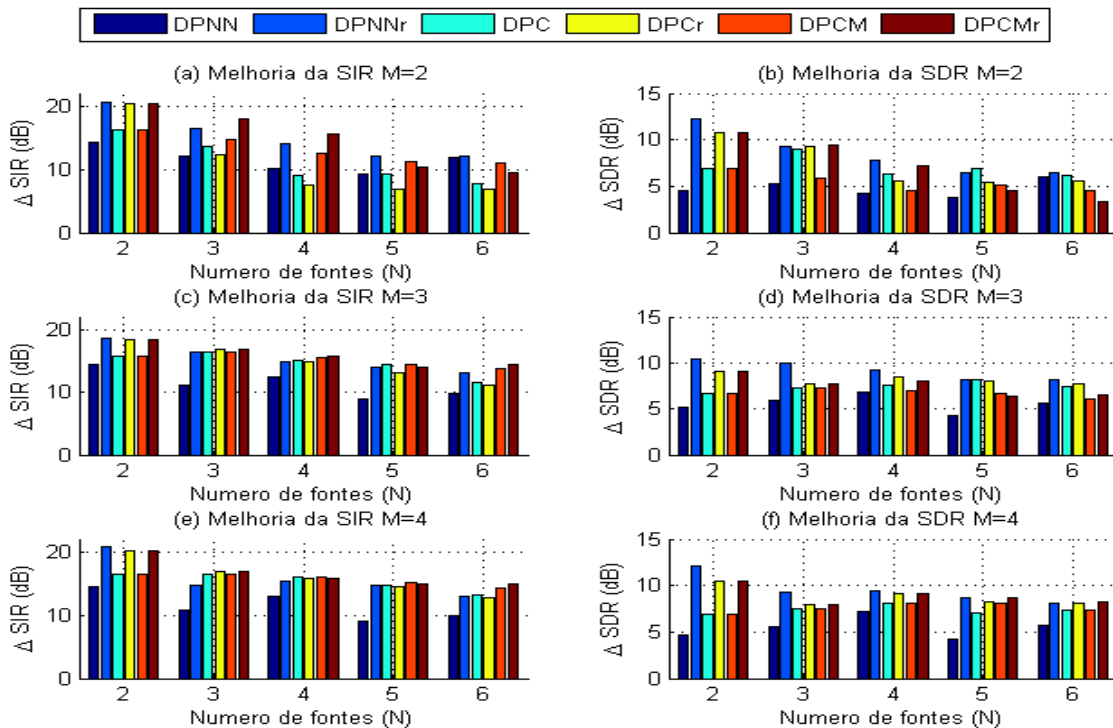 DPNN DPNNr DPC DPCr DPCM DPCMr
(a) Melhoria da SIR M=2
Δ SIR (dB)
20
10
0
2 3 4 5 6
Numero de fontes (N)
(b) Melhoria da SDR M=2
Δ SDR (dB)
15
10
5
0
2 3 4 5 6
Numero de fontes (N)
(c) Melhoria da SIR M=3
Δ SIR (dB)
20
10
0
2 3 4 5 6
Numero de fontes (N)
(d) Melhoria da SDR M=3
Δ SDR (dB)
15
10
5
0
2 3 4 5 6
Numero de fontes (N)
(e) Melhoria da SIR M=4
Δ SIR (dB)
20
10
0
2 3 4 5 6
Numero de fontes (N)
(f) Melhoria da SDR M=4
Δ SDR (dB)
15
10
5
0
2 3 4 5 6
Numero de fontes (N)